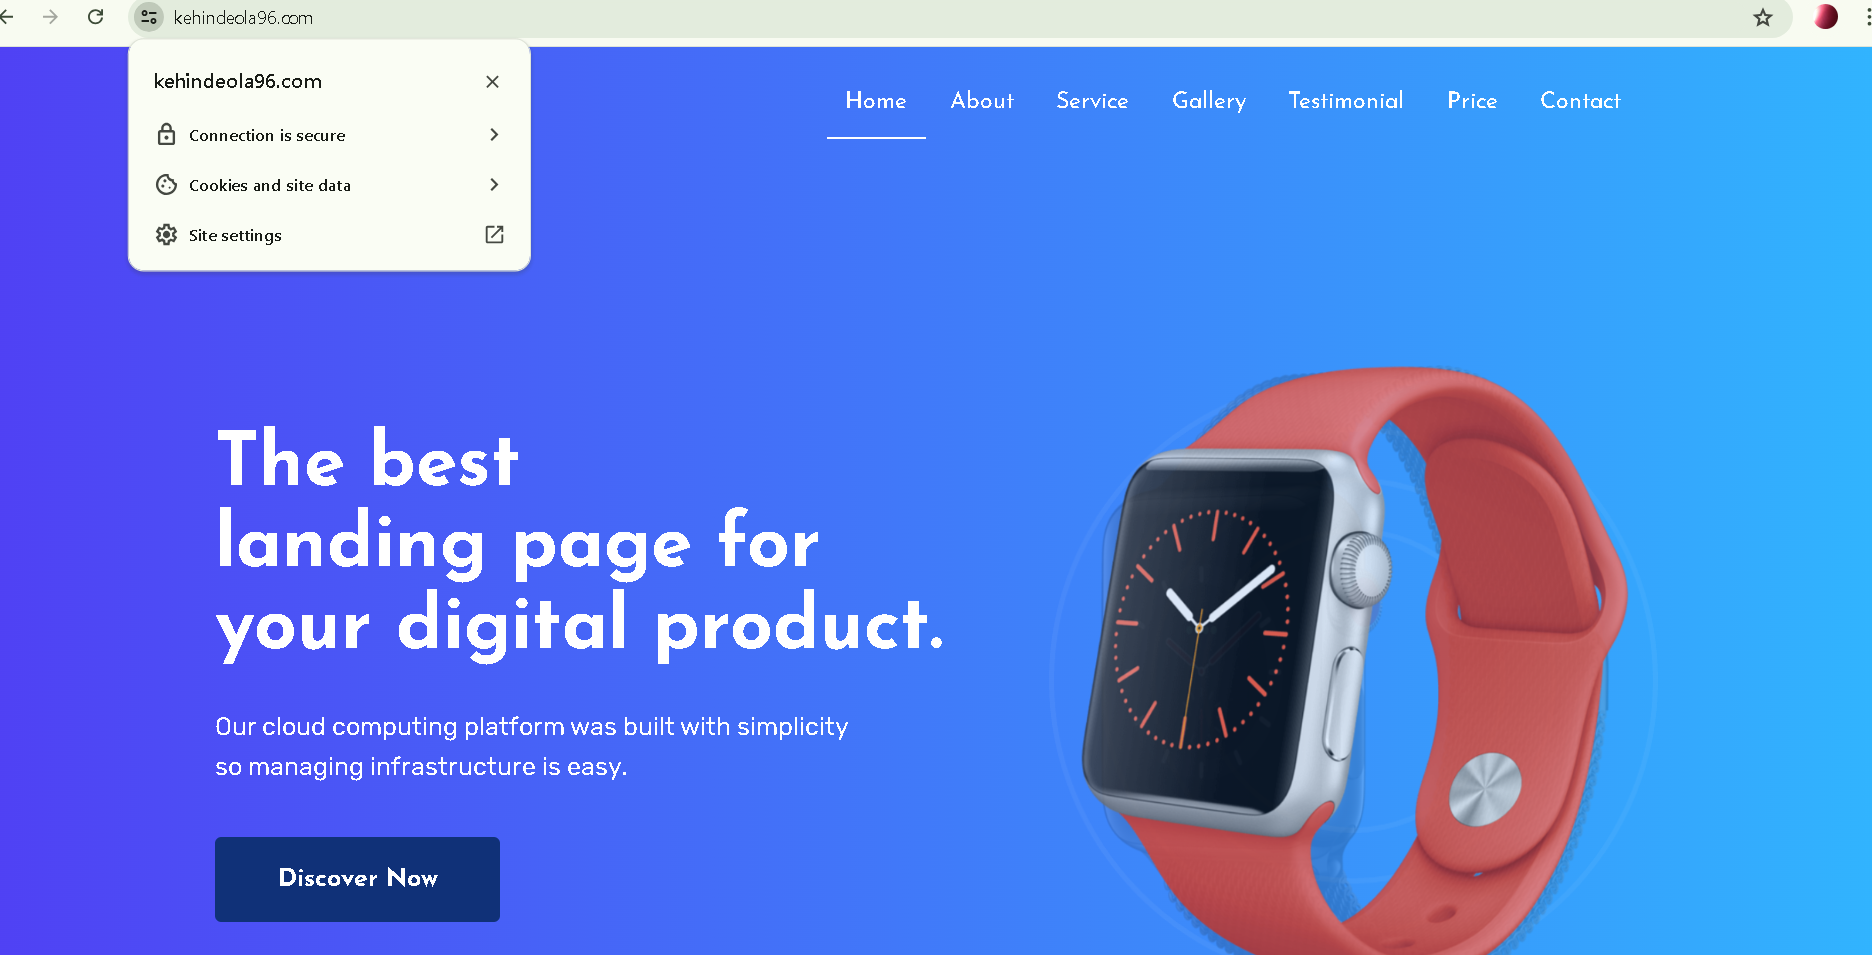 kehindeola96.com
kehindeola96.com
Connection is secure
Cookies and site data
Site settings
Home About Service Gallery Testimonial Price Contact
The best
landing page for
your digital product.
Our cloud computing platform was built with simplicity
so managing infrastructure is easy.
Discover Now